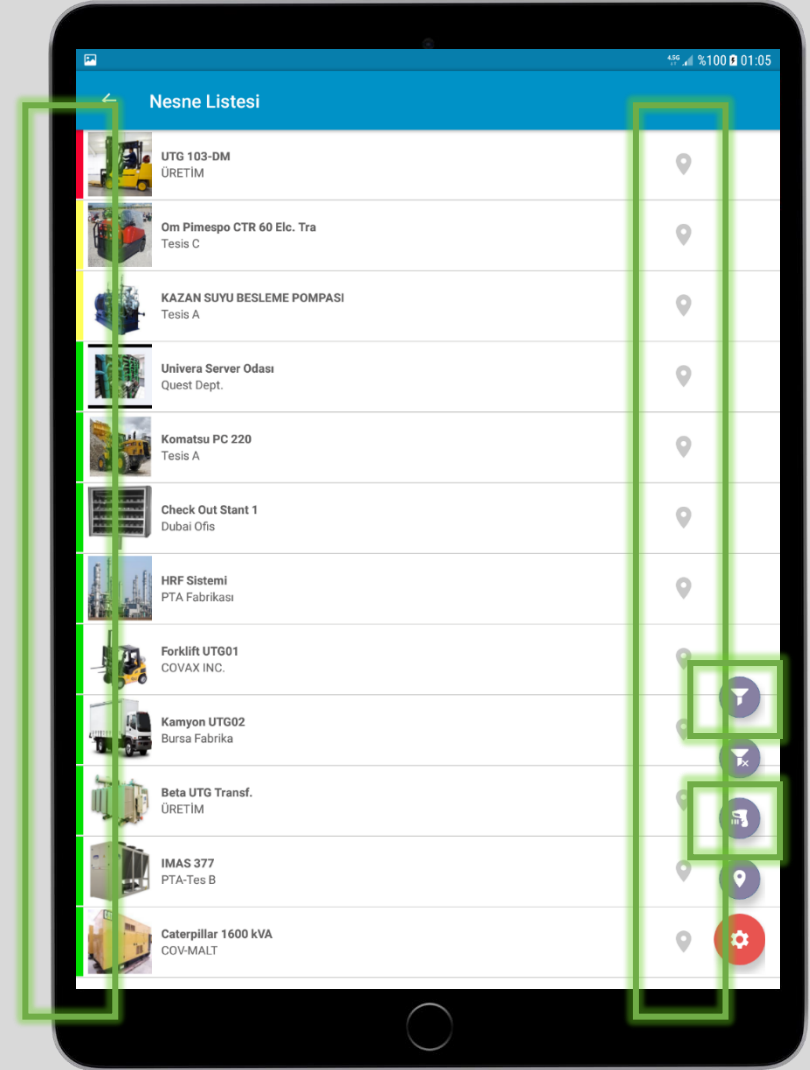 4.5G %100 01:05
Nesne Listesi
UTG 103-DM
ÜRETİM
Om Pimespo CTR 60 Elc. Tra
Tesis C
KAZAN SUYU BESLEME POMPASI
Tesis A
Univera Server Odası
Quest Dept.
Komatsu PC 220
Tesis A
Check Out Stant 1
Dubai Ofis
HRF Sistemi
PTA Fabrikası
Forklift UTG01
COVAX INC.
Kamyon UTG02
Bursa Fabrika
Beta UTG Transf.
ÜRETİM
IMAS 377
PTA-Tes B
Caterpillar 1600 kVA
COV-MALT